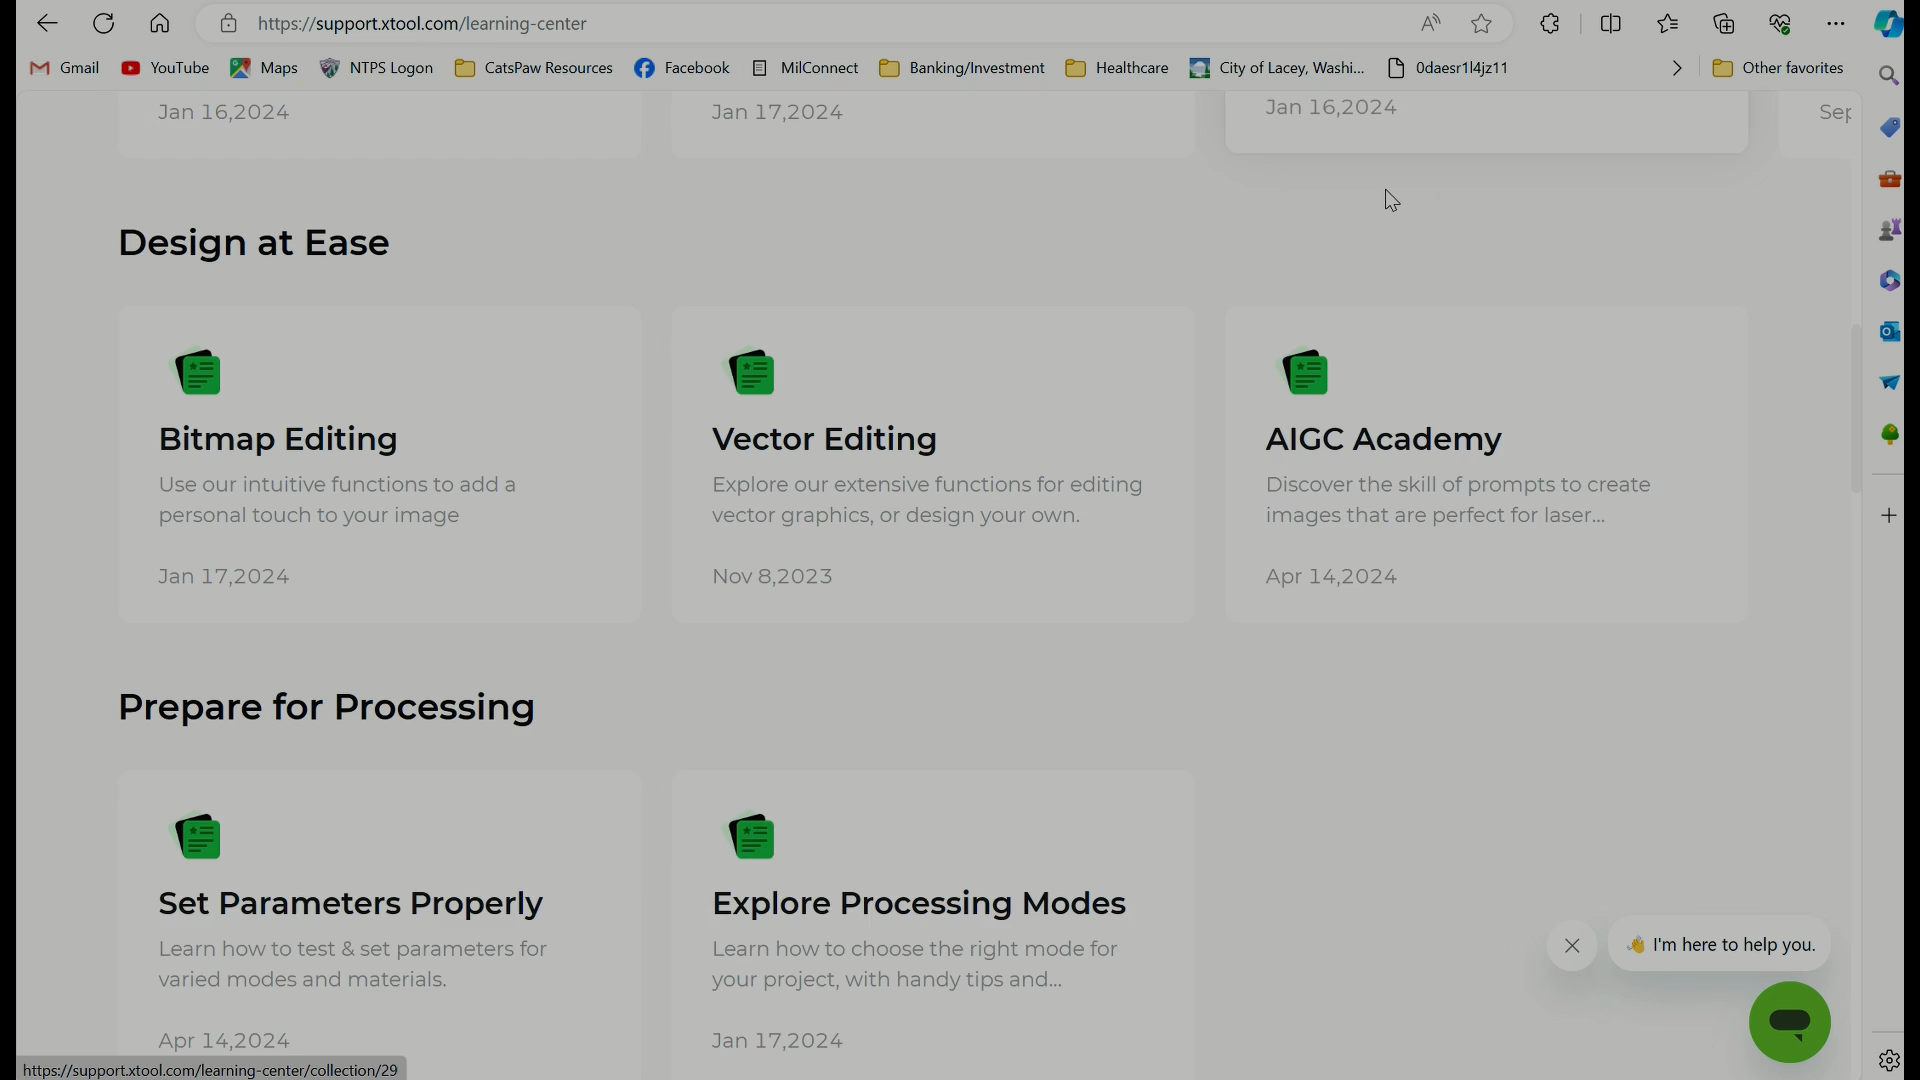 https://support.xtool.com/learning-center
Gmail YouTube Maps NTPS Logon CatsPaw Resources Facebook MilConnect Banking/Investment Healthcare City of Lacey, Washi... 0daesr1l4jz11 Other favorites
Jan 16,2024 Jan 17,2024 Jan 16,2024 Sep
Design at Ease
Bitmap Editing
Use our intuitive functions to add a
personal touch to your image
Jan 17,2024
Vector Editing
Explore our extensive functions for editing
vector graphics, or design your own.
Nov 8,2023
AIGC Academy
Discover the skill of prompts to create
images that are perfect for laser...
Apr 14,2024
Prepare for Processing
Set Parameters Properly
Learn how to test & set parameters for
varied modes and materials.
Apr 14,2024
Explore Processing Modes
Learn how to choose the right mode for
your project, with handy tips and...
Jan 17,2024
👋 I'm here to help you.
https://support.xtool.com/learning-center/collection/29